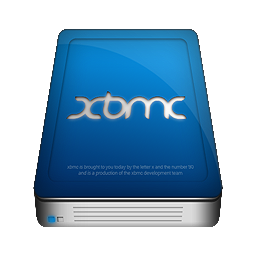 xbmc
xbmc is brought to you today by the letter x and the number 90
and is a production of the xbmc development team